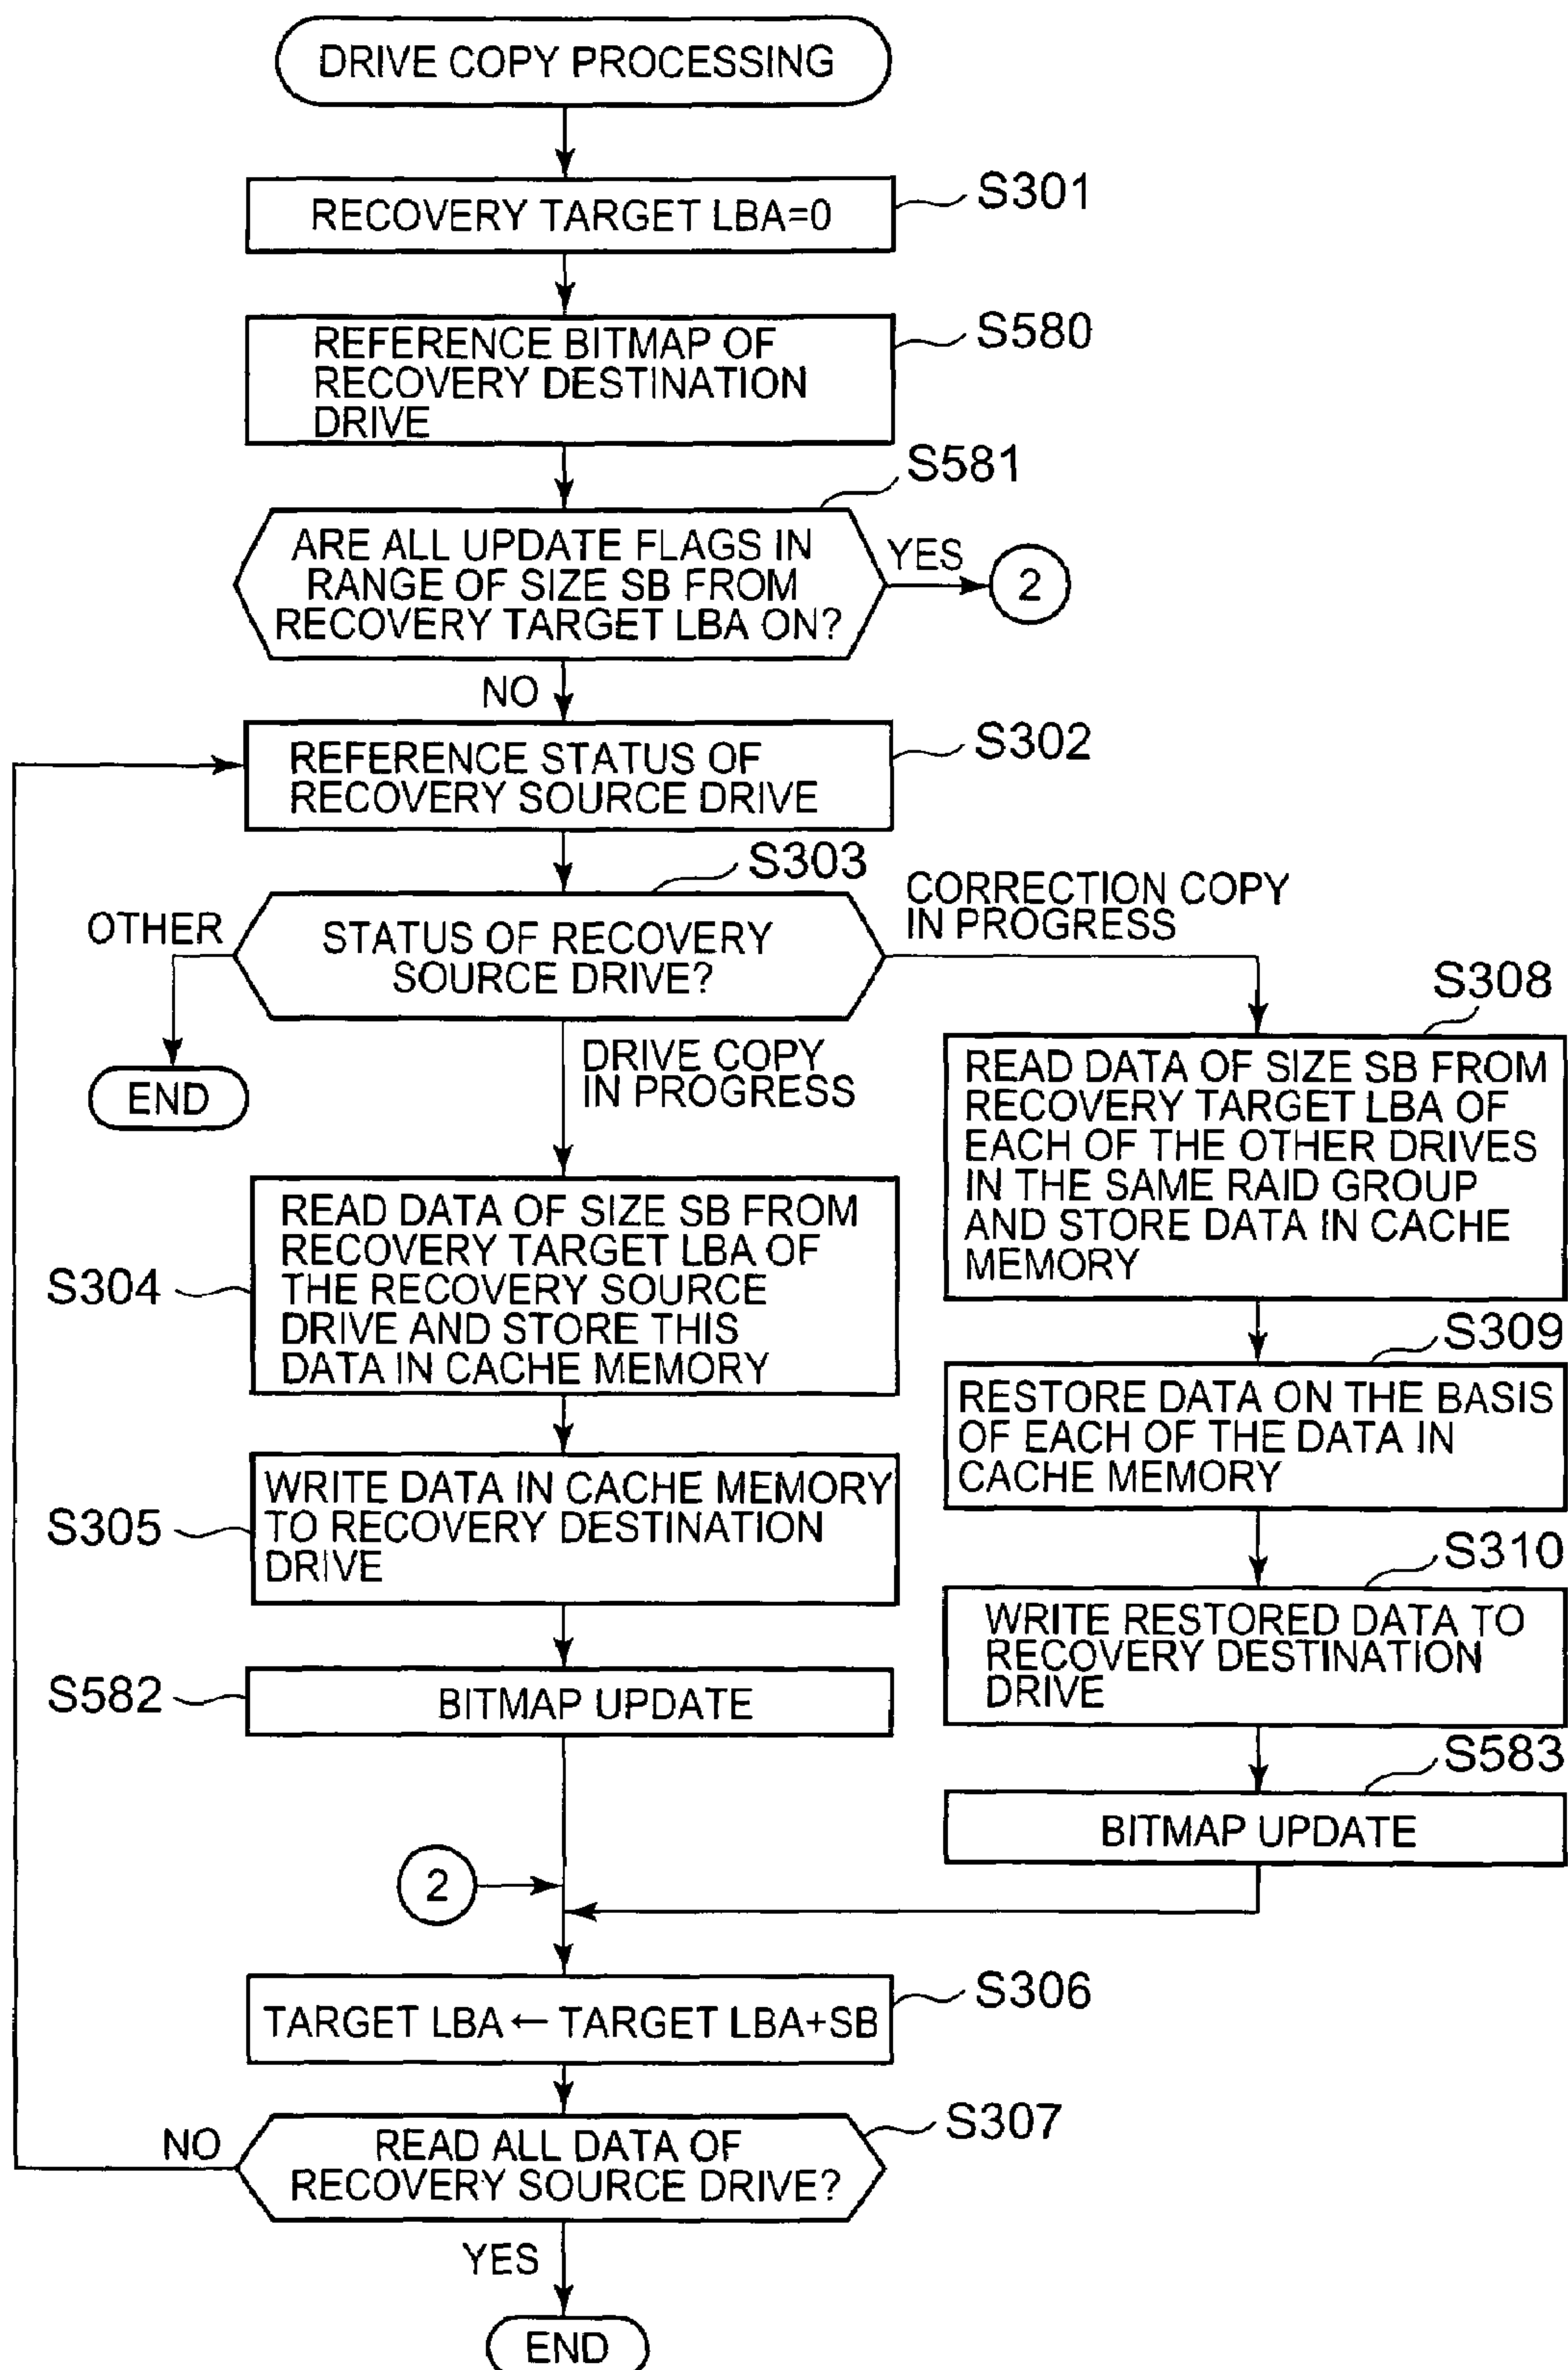 DRIVE COPY PROCESSING
S301
RECOVERY TARGET LBA=0
S580
REFERENCE BITMAP OF
RECOVERY DESTINATION
DRIVE
S581
ARE ALL UPDATE FLAGS IN
RANGE OF SIZE SB FROM
RECOVERY TARGET LBA ON?
YES
2
NO
S302
REFERENCE STATUS OF
RECOVERY SOURCE DRIVE
S303
STATUS OF RECOVERY
SOURCE DRIVE?
OTHER
END
CORRECTION COPY
IN PROGRESS
DRIVE COPY
IN PROGRESS
S304
READ DATA OF SIZE SB FROM
RECOVERY TARGET LBA OF
THE RECOVERY SOURCE
DRIVE AND STORE THIS
DATA IN CACHE MEMORY
S305
WRITE DATA IN CACHE MEMORY
TO RECOVERY DESTINATION
DRIVE
S582
BITMAP UPDATE
S308
READ DATA OF SIZE SB FROM
RECOVERY TARGET LBA OF
EACH OF THE OTHER DRIVES
IN THE SAME RAID GROUP
AND STORE DATA IN CACHE
MEMORY
S309
RESTORE DATA ON THE BASIS
OF EACH OF THE DATA IN
CACHE MEMORY
S310
WRITE RESTORED DATA TO
RECOVERY DESTINATION
DRIVE
S583
BITMAP UPDATE
2
S306
TARGET LBA ← TARGET LBA+SB
S307
READ ALL DATA OF
RECOVERY SOURCE DRIVE?
NO
YES
END